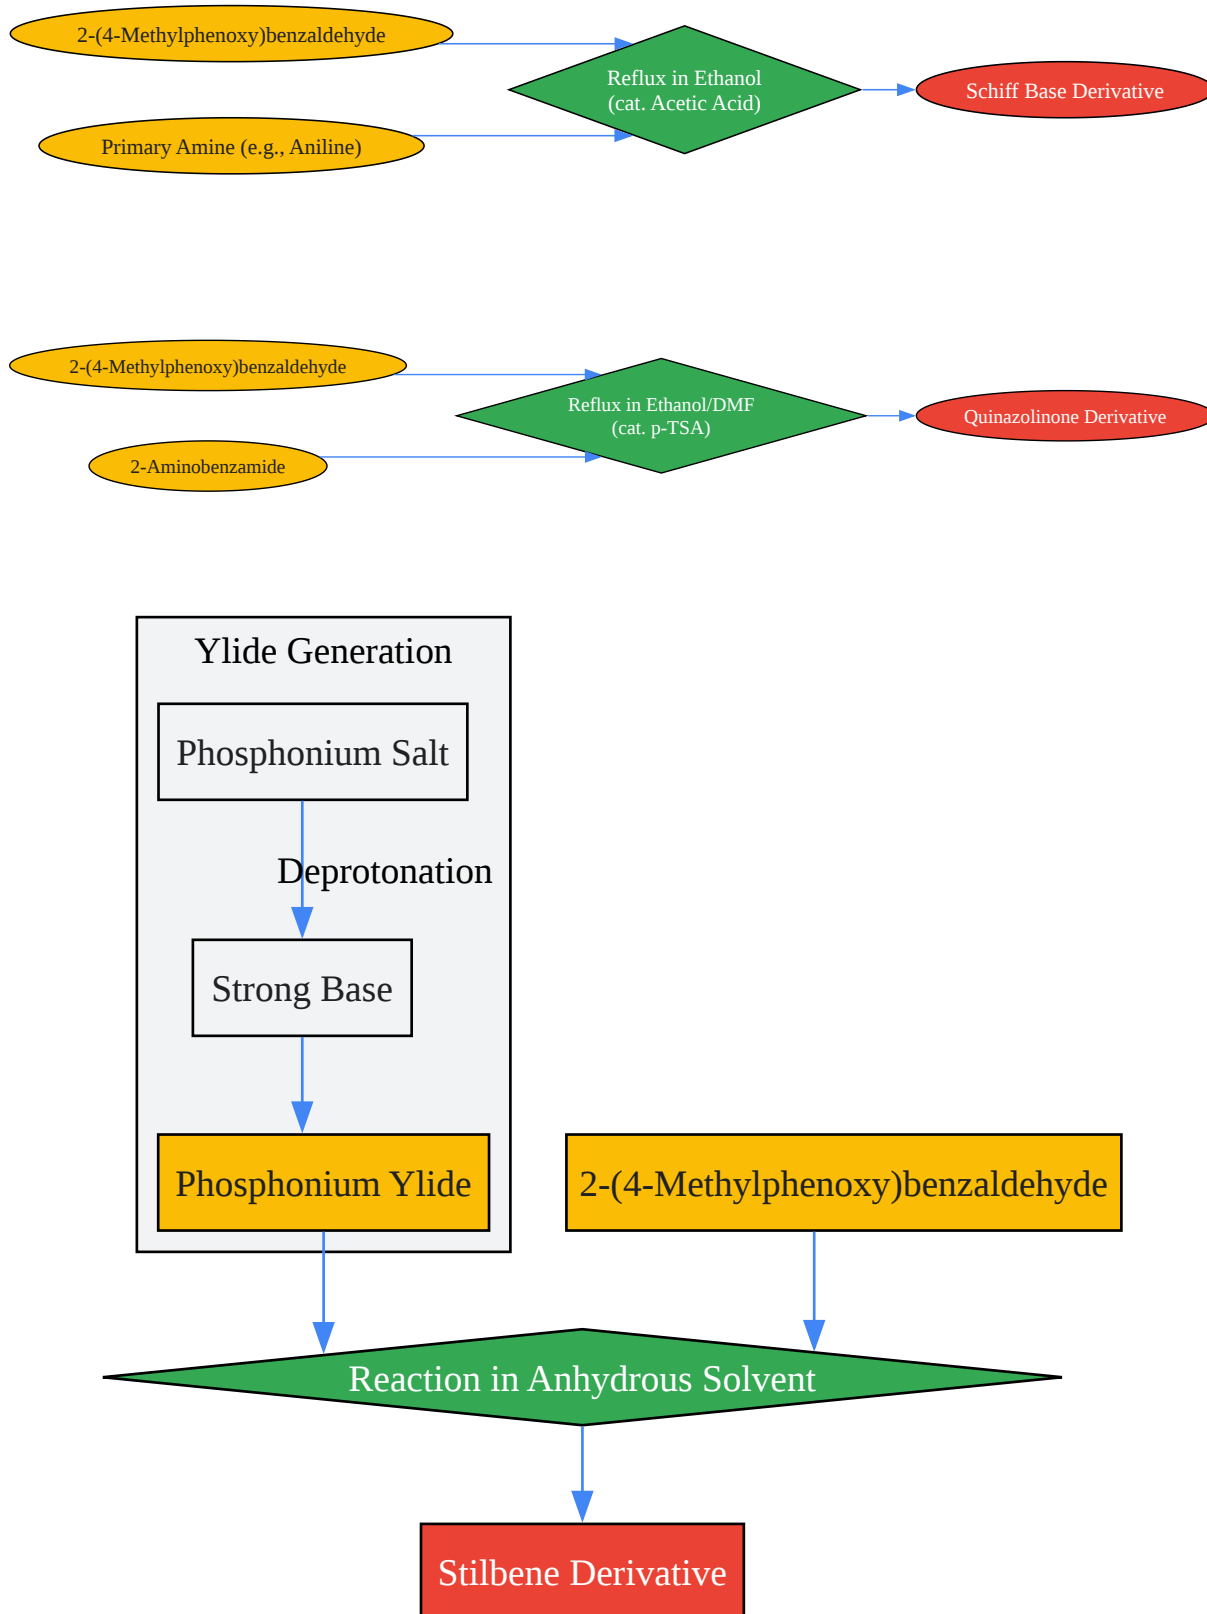 2-(4-Methylphenoxy)benzaldehyde
Primary Amine (e.g., Aniline)
Reflux in Ethanol
(cat. Acetic Acid)
Schiff Base Derivative
2-(4-Methylphenoxy)benzaldehyde
2-Aminobenzamide
Reflux in Ethanol/DMF
(cat. p-TSA)
Quinazolinone Derivative
Ylide Generation
Phosphonium Salt
Deprotonation
Strong Base
Phosphonium Ylide
2-(4-Methylphenoxy)benzaldehyde
Reaction in Anhydrous Solvent
Stilbene Derivative